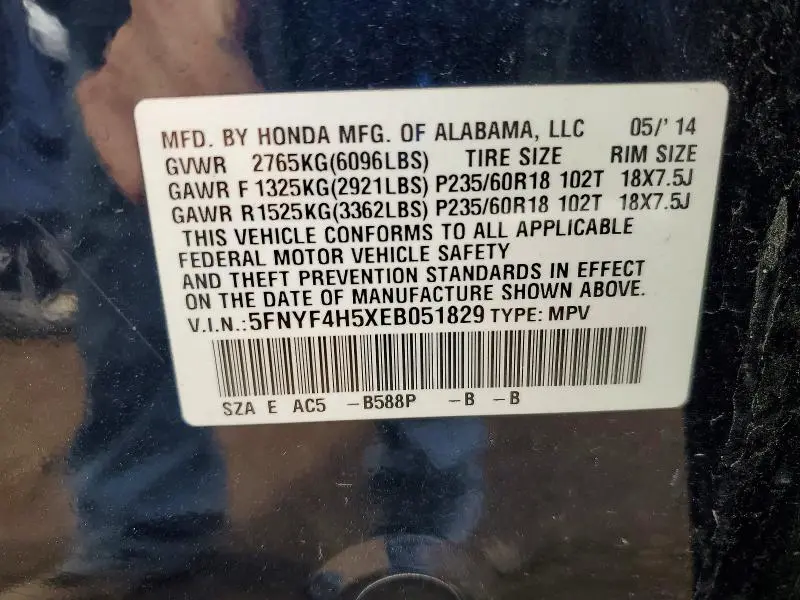 MFD. BY HONDA MFG. OF ALABAMA, LLC 05/'14
GVWR 2765KG(6096LBS) TIRE SIZE RIM SIZE
GAWR F 1325KG(2921LBS) P235/60R18 102T 18X7.5J
GAWR R1525KG(3362LBS) P235/60R18 102T 18X7.5J
THIS VEHICLE CONFORMS TO ALL APPLICABLE
FEDERAL MOTOR VEHICLE SAFETY
AND THEFT PREVENTION STANDARDS IN EFFECT
ON THE DATE OF MANUFACTURE SHOWN ABOVE.
V.I.N.:5FNYF4H5XEB051829 TYPE: MPV
SZA E AC5 -B588P -B -B